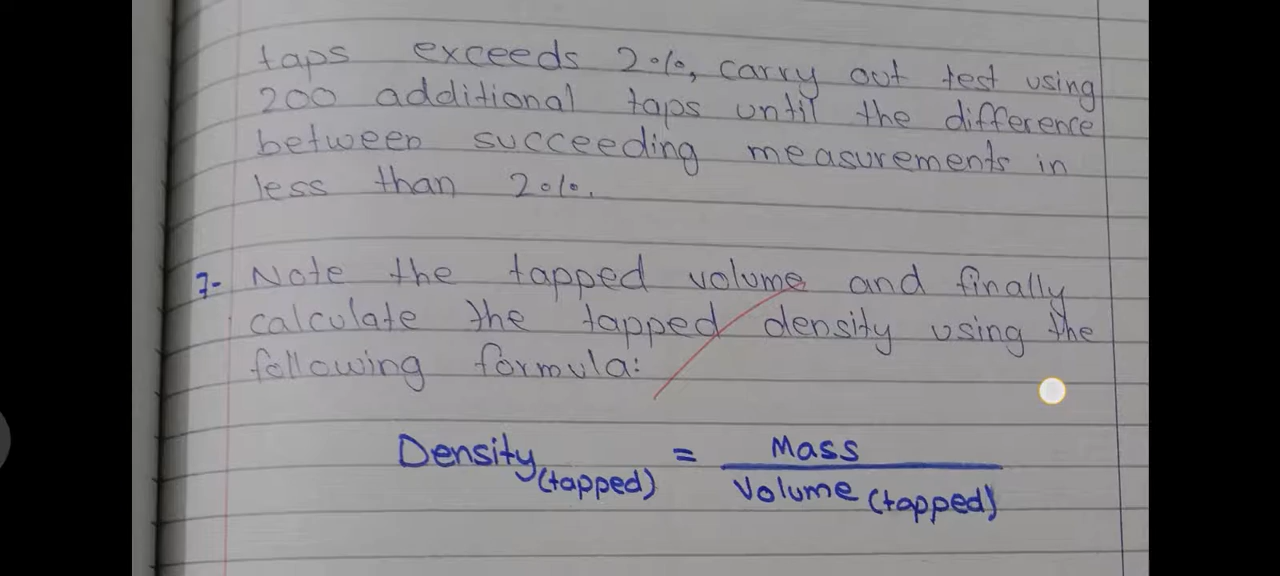 taps exceeds 2%, carry out test using
200 additional taps until the difference
between succeeding measurements in
less than 2%.
7- Note the tapped volume and finally
calculate the tapped density using the
following formula:
Density(tapped) = Mass
Volume (tapped)